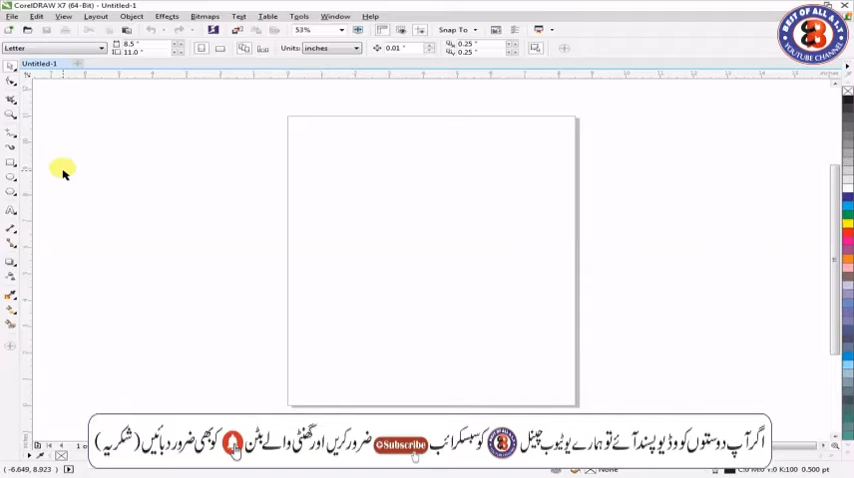 CorelDRAW X7 (64-Bit) - Untitled-1
File Edit View Layout Object Effects Bitmaps Text Table Tools Window Help
53% Snap To
Letter 8.5 " 11.0 " Units: inches 0.01 " 0.25 " 0.25 "
Untitled-1
inches
BEST OF ALL & I.T
YOUTUBE CHANNEL
اگر آپ دوستوں کو وڈیو پسند آئے تو ہمارے یوٹیوب چینل کو سبسکرائب Subscribe ضرور کریں اور گھنٹی والے بٹن کو بھی ضرور دبائیں (شکریہ)
(-6.649, 8.923) None C:0 M:0 Y:0 K:100 0.500 pt